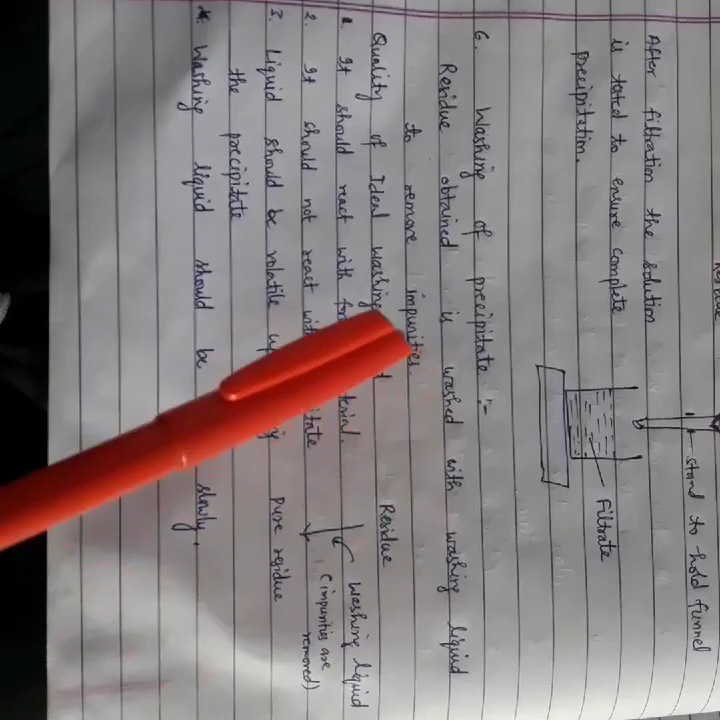 stand to hold funnel
After filtration the solution
is toted to ensure complete
precipitation.
Filtrate
6. Washing of precipitate :-
Residue obtained is washed with washing liquid
to remove impurities.
Quality of Ideal washing
1. It should react with
2. It should not react
3. Liquid should be volatile
the precipitate
4. Washing liquid should be slowly.
Residue
Washing liquid
(impurties are
removed)
pure residue